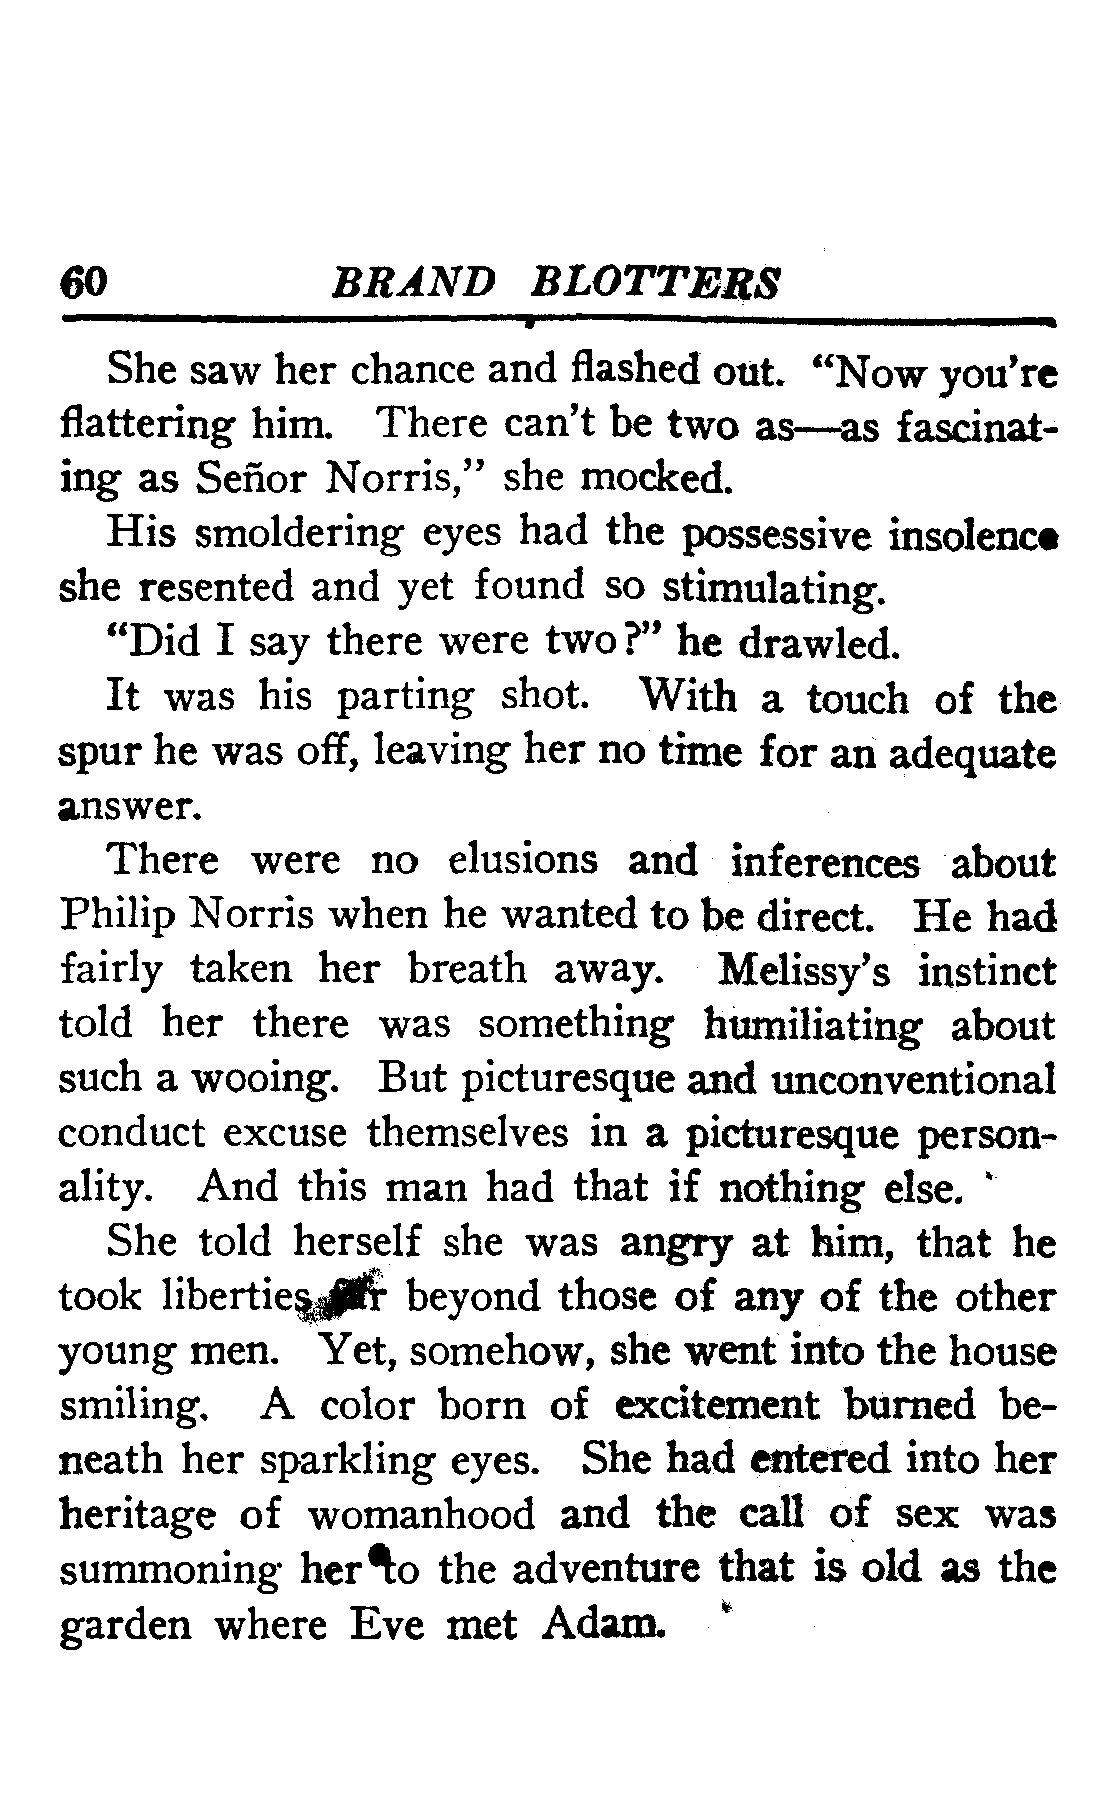 60 BRAND BLOTTERS
She saw her chance and flashed out. “Now you’re
flattering him. There can’t be two as—as fascinat-
ing as Señor Norris,” she mocked.
His smoldering eyes had the possessive insolence
she resented and yet found so stimulating.
“Did I say there were two?” he drawled.
It was his parting shot. With a touch of the
spur he was off, leaving her no time for an adequate
answer.
There were no elusions and inferences about
Philip Norris when he wanted to be direct. He had
fairly taken her breath away. Melissy’s instinct
told her there was something humiliating about
such a wooing. But picturesque and unconventional
conduct excuse themselves in a picturesque person-
ality. And this man had that if nothing else.
She told herself she was angry at him, that he
took liberties far beyond those of any of the other
young men. Yet, somehow, she went into the house
smiling. A color born of excitement burned be-
neath her sparkling eyes. She had entered into her
heritage of womanhood and the call of sex was
summoning her to the adventure that is old as the
garden where Eve met Adam.